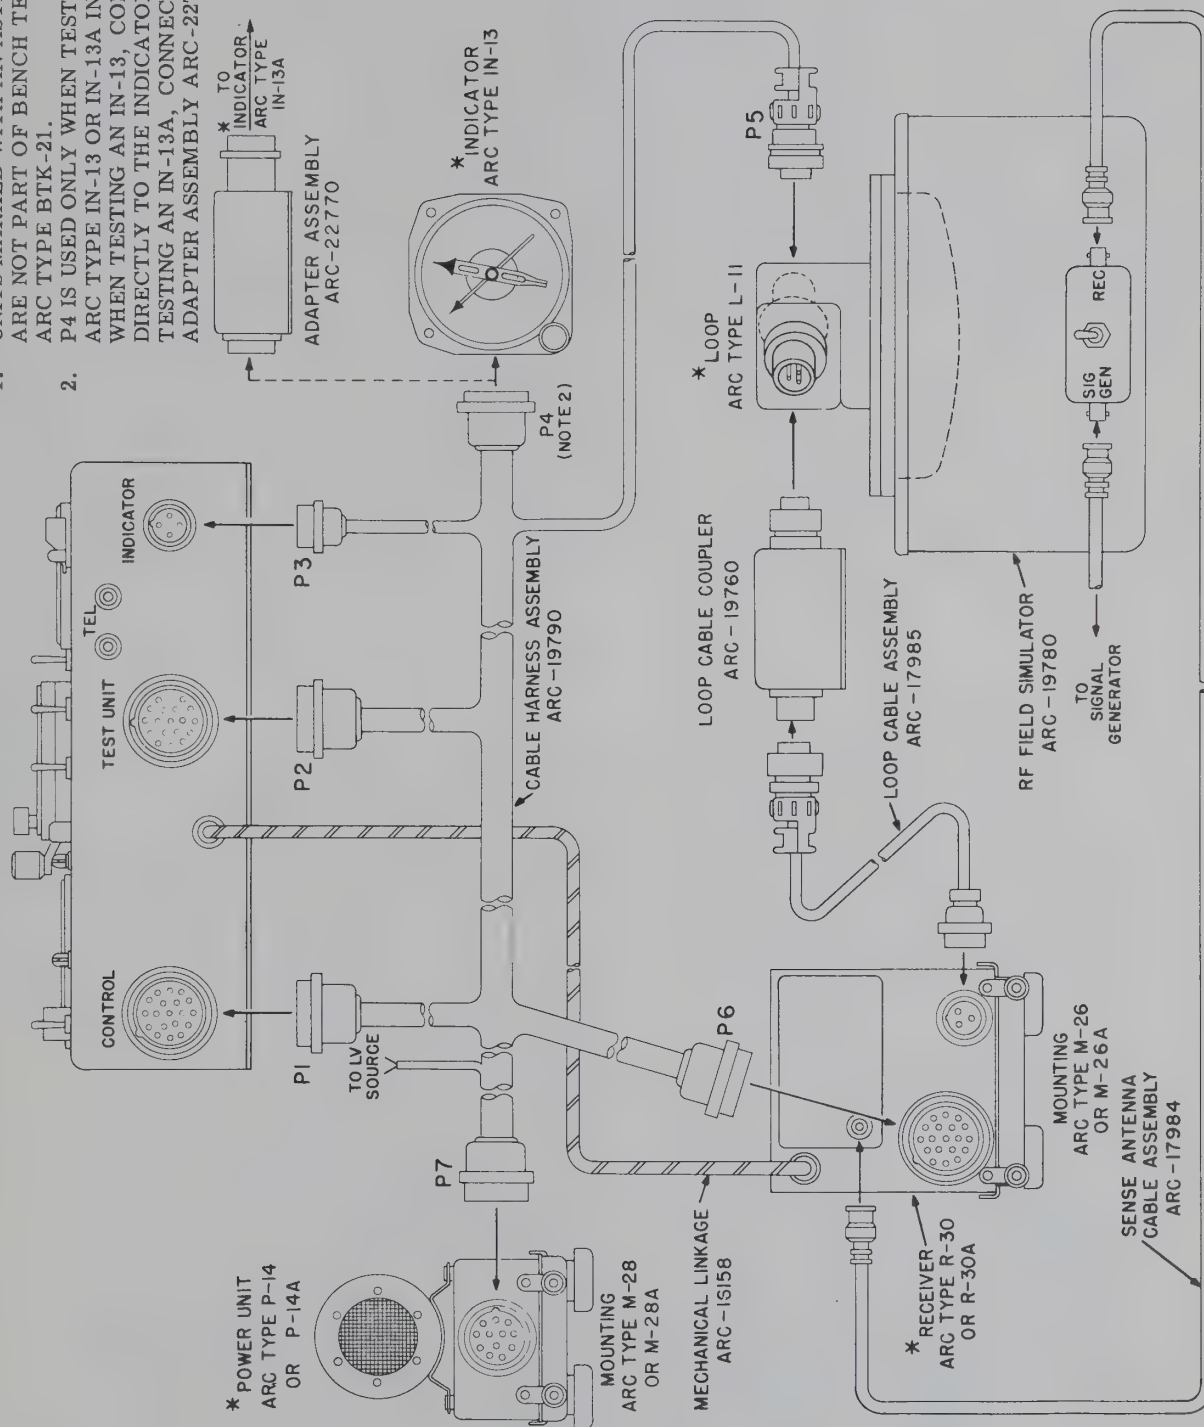 ARE NOT PART OF BENCH TE
ARC TYPE BTK-21.
2. P4 IS USED ONLY WHEN TEST
ARC TYPE IN-13 OR IN-13A IN
WHEN TESTING AN IN-13, CO
DIRECTLY TO THE INDICATOR
TESTING AN IN-13A, CONNEC
ADAPTER ASSEMBLY ARC-227
* TO
INDICATOR
ARC TYPE
IN-13A
ADAPTER ASSEMBLY
ARC-22770
* INDICATOR
ARC TYPE IN-13
P4
(NOTE 2)
INDICATOR
TEL
TEST UNIT
CONTROL
P3
P2
P1
TO LV
SOURCE
CABLE HARNESS ASSEMBLY
ARC-19790
P5
* LOOP
ARC TYPE L-11
LOOP CABLE COUPLER
ARC-19760
LOOP CABLE ASSEMBLY
ARC-17985
REC
SIG
GEN
TO
SIGNAL
GENERATOR
RF FIELD SIMULATOR
ARC-19780
P6
P7
* POWER UNIT
ARC TYPE P-14
OR P-14A
MOUNTING
ARC TYPE M-28
OR M-28A
MECHANICAL LINKAGE
ARC-1S158
* RECEIVER
ARC TYPE R-30
OR R-30A
MOUNTING
ARC TYPE M-26
OR M-26A
SENSE ANTENNA
CABLE ASSEMBLY
ARC-17984